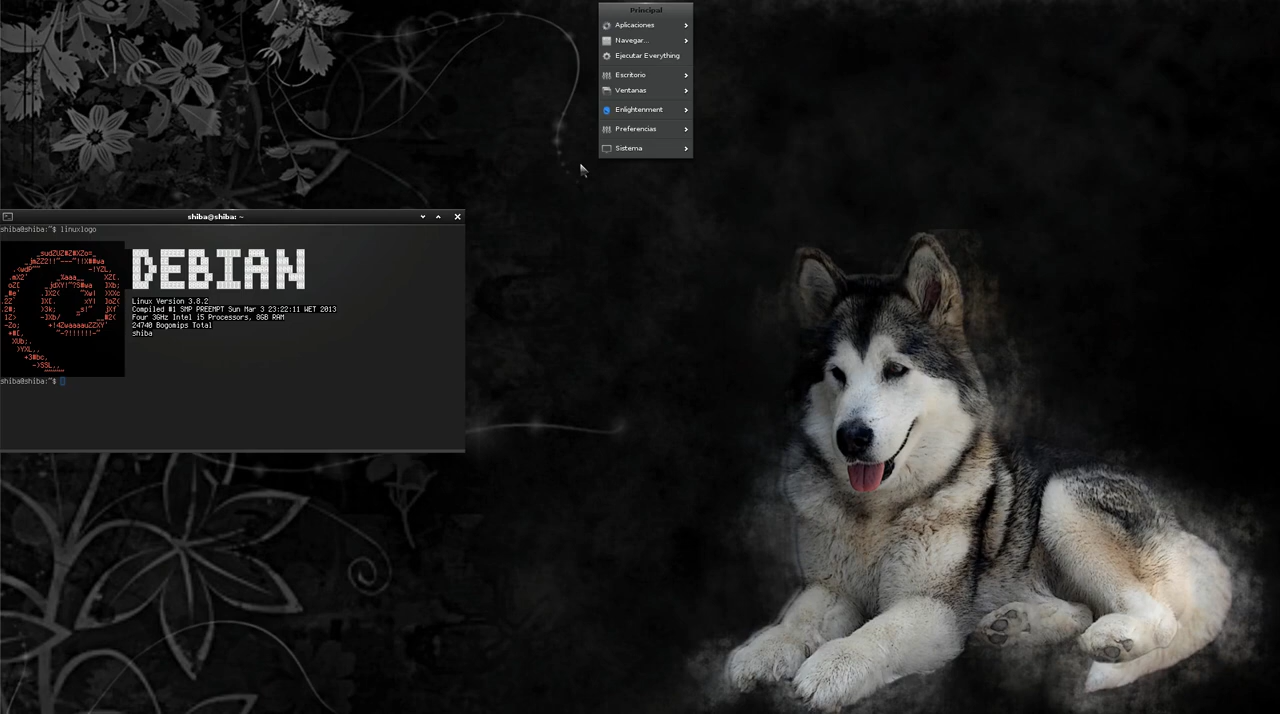 Principal
Aplicaciones
Navegar...
Ejecutar Everything
Escritorio
Ventanas
Enlightenment
Preferencias
Sistema
shiba@shiba: ~
shiba@shiba:~$ linuxlogo
DEBIAN
Linux Version 3.8.2
Compiled #1 SMP PREEMPT Sun Mar 3 23:22:11 WET 2013
Four 3GHz Intel i5 Processors, 8GB RAM
24740 Bogomips Total
shiba
shiba@shiba:~$